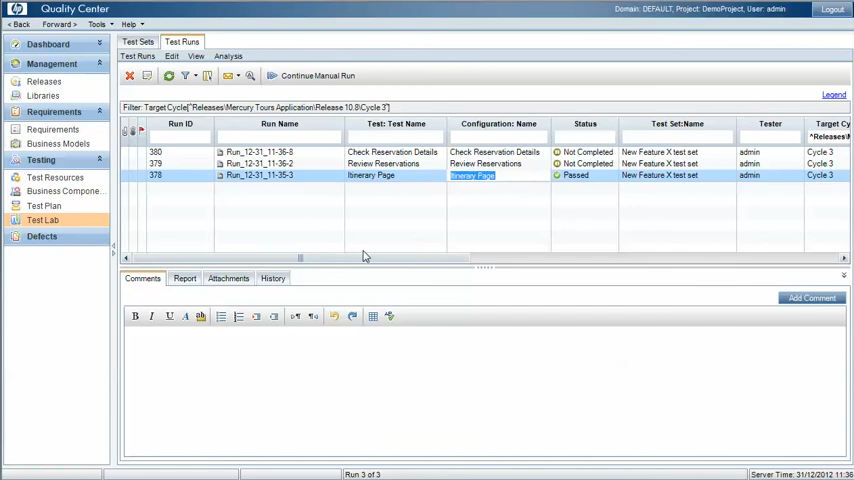 hp Quality Center
Domain: DEFAULT, Project: DemoProject, User: admin
Logout
< Back Forward > Tools Help
Dashboard
Management
Releases
Libraries
Requirements
Requirements
Business Models
Testing
Test Resources
Business Compone...
Test Plan
Test Lab
Defects
Test Sets Test Runs
Test Runs Edit View Analysis
Continue Manual Run
Legend
Filter: Target Cycle[^Releases\Mercury Tours Application\Release 10.8\Cycle 3^]
Run ID Run Name Test: Test Name Configuration: Name Status Test Set:Name Tester Target Cy
^Releases\
380 Run_12-31_11-36-8 Check Reservation Details Check Reservation Details Not Completed New Feature X test set admin Cycle 3
379 Run_12-31_11-36-2 Review Reservations Review Reservations Not Completed New Feature X test set admin Cycle 3
378 Run_12-31_11-35-3 Itinerary Page Itinerary Page Passed New Feature X test set admin Cycle 3
Comments Report Attachments History
Add Comment
B I U A ab
Run 3 of 3
Server Time: 31/12/2012 11:36